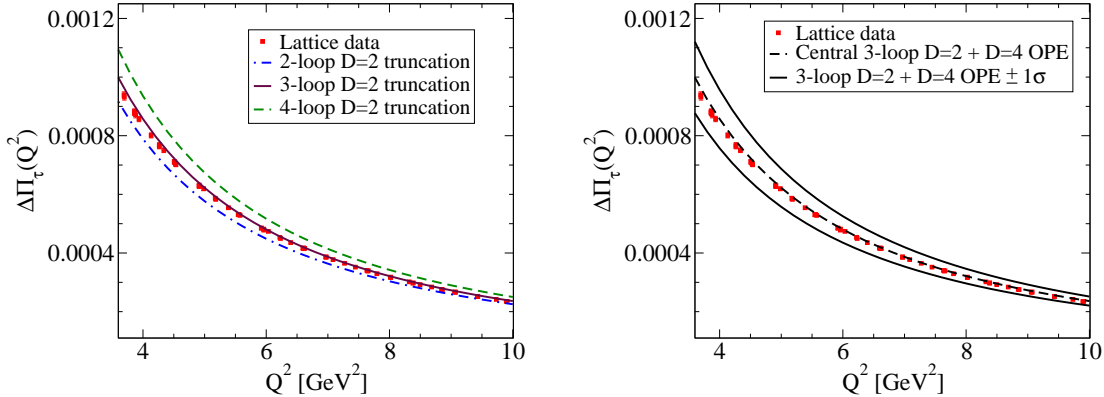 0.0012
Lattice data
2-loop D=2 truncation
3-loop D=2 truncation
4-loop D=2 truncation
0.0008
0.0004
ΔΠτ(Q²)
4 6 8 10
Q² [GeV²]
0.0012
Lattice data
Central 3-loop D=2 + D=4 OPE
3-loop D=2 + D=4 OPE ± 1σ
0.0008
0.0004
ΔΠτ(Q²)
4 6 8 10
Q² [GeV²]